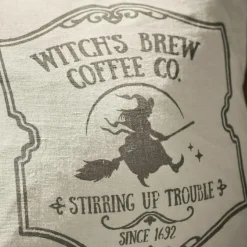 WITCH'S BREW
COFFEE CO.
STIRRING UP TROUBLE
SINCE 1692